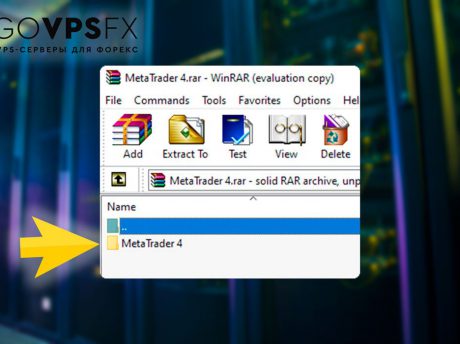 GOVPSFX
VPS-СЕРВЕРЫ ДЛЯ ФОРЕКС
MetaTrader 4.rar - WinRAR (evaluation copy)
File Commands Tools Favorites Options Hel
Add Extract To Test View Delete
MetaTrader 4.rar - solid RAR archive, unp
Name
..
MetaTrader 4